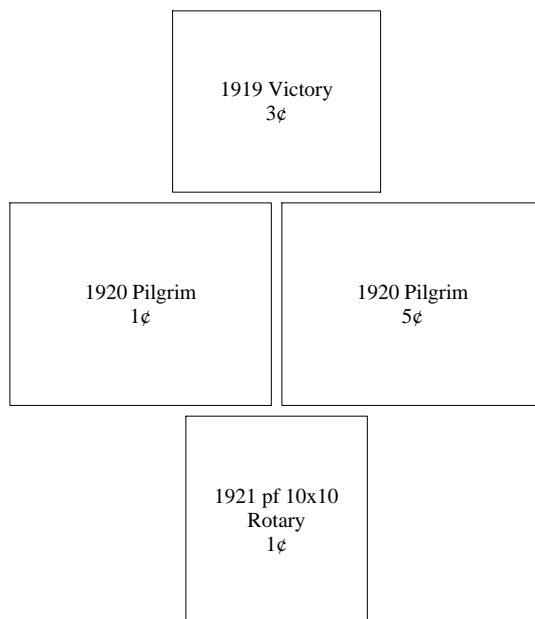 1919 Victory
3¢
1920 Pilgrim
1¢
1920 Pilgrim
5¢
1921 pf 10x10
Rotary
1¢